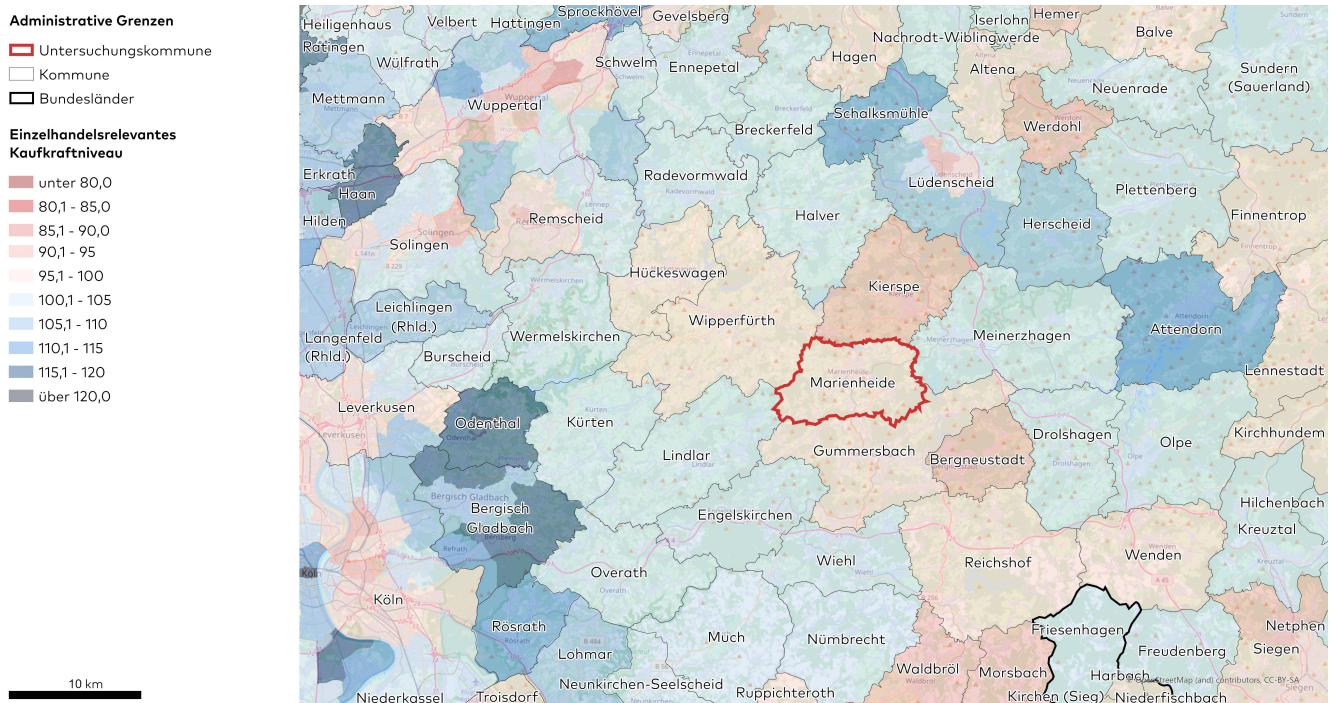 Administrative Grenzen
Untersuchungskommune
Kommune
Bundesländer
Einzelhandelsrelevantes
Kaufkraftniveau
unter 80,0
80,1 - 85,0
85,1 - 90,0
90,1 - 95
95,1 - 100
100,1 - 105
105,1 - 110
110,1 - 115
115,1 - 120
über 120,0
10 km
Heiligenhaus
Velbert
Hattingen
Sprockhövel
Gevelsberg
Iserlohn
Hemer
Nachrodt-Wiblingwerde
Balve
Ratingen
Wülfrath
Schwelm
Ennepetal
Hagen
Altena
Neuenrade
Sundern
(Sauerland)
Mettmann
Wuppertal
Breckerfeld
Schalksmühle
Werdohl
Erkrath
Haan
Radevormwald
Lüdenscheid
Plettenberg
Hilden
Solingen
Remscheid
Halver
Herscheid
Finnentrop
Hückeswagen
Kierspe
Leichlingen
(Rhld.)
Langenfeld
(Rhld.)
Burscheid
Wermelskirchen
Wipperfürth
Meinerzhagen
Attendorn
Lennestadt
Marienheide
Leverkusen
Odenthal
Kürten
Lindlar
Gummersbach
Bergneustadt
Drolshagen
Olpe
Kirchhundem
Bergisch
Gladbach
Engelskirchen
Hilchenbach
Kreuztal
Overath
Wiehl
Reichshof
Wenden
Köln
Rösrath
Lohmar
Much
Nümbrecht
Friesenhagen
Freudenberg
Netphen
Siegen
Waldbröl
Morsbach
Harbach
Niederkassel
Troisdorf
Neunkirchen-Seelscheid
Ruppichteroth
Kirchen (Sieg)
Niederfischbach
OpenStreetMap (and) contributors, CC-BY-SA